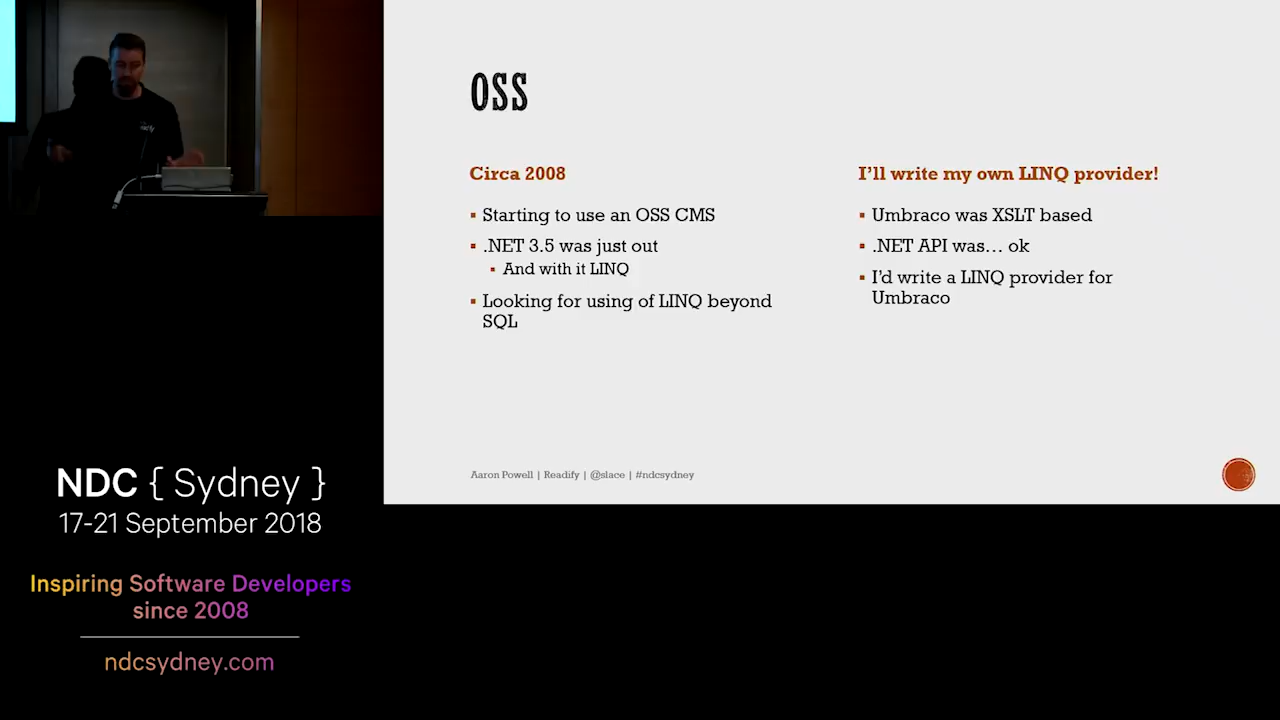 OSS
Circa 2008
Starting to use an OSS CMS
.NET 3.5 was just out
And with it LINQ
Looking for using of LINQ beyond
SQL
I'll write my own LINQ provider!
Umbraco was XSLT based
.NET API was... ok
I'd write a LINQ provider for
Umbraco
Aaron Powell | Readify | @slace | #ndcsydney
NDC { Sydney }
17-21 September 2018
Inspiring Software Developers
since 2008
ndcsydney.com